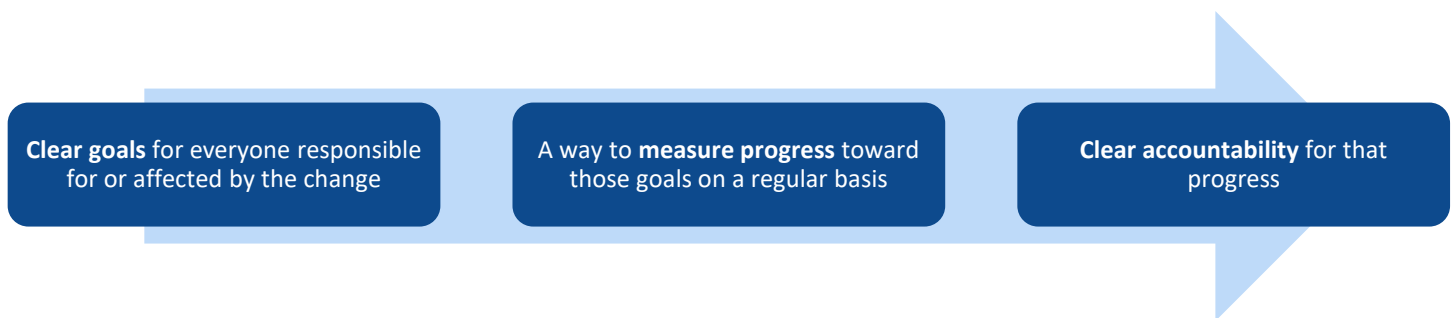 Clear goals for everyone responsible
for or affected by the change
A way to measure progress toward
those goals on a regular basis
Clear accountability for that
progress